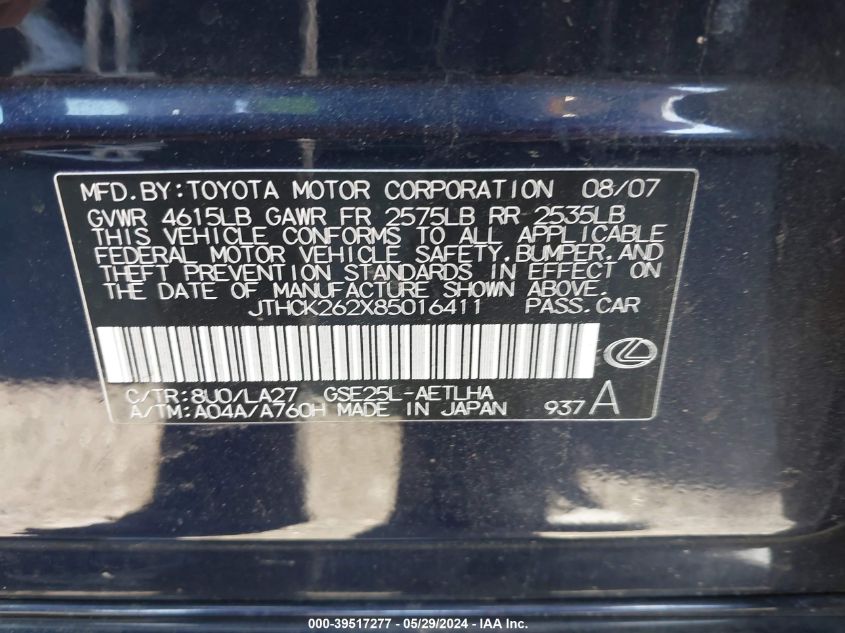 MFD.BY:TOYOTA MOTOR CORPORATION 08/07
GVWR 4615LB GAWR FR 2575LB RR 2535LB
THIS VEHICLE CONFORMS TO ALL APPLICABLE
FEDERAL MOTOR VEHICLE SAFETY,BUMPER,AND
THEFT PREVENTION STANDARDS IN EFFECT ON
THE DATE OF MANUFACTURE SHOWN ABOVE.
JTHCK262X85016411 PASS.CAR
C/TR:8U0/LA27 GSE25L-AETLHA
A/TM:A04A/A760H MADE IN JAPAN 937A
000-39517277 - 05/29/2024 - IAA Inc.